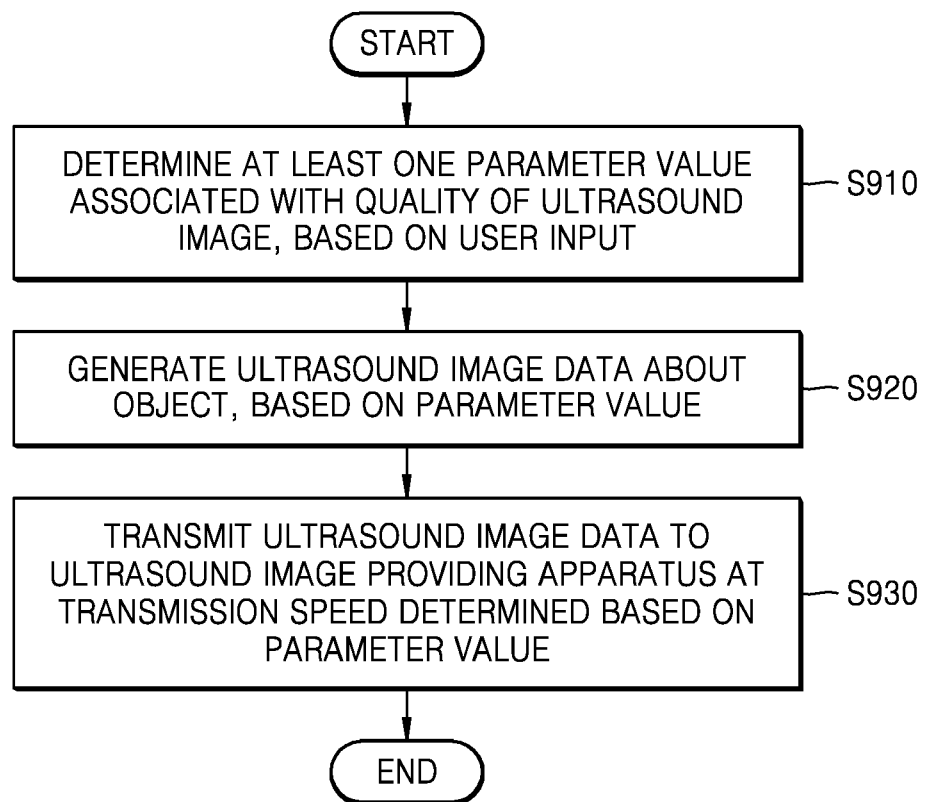 START
DETERMINE AT LEAST ONE PARAMETER VALUE
ASSOCIATED WITH QUALITY OF ULTRASOUND
IMAGE, BASED ON USER INPUT
S910
GENERATE ULTRASOUND IMAGE DATA ABOUT
OBJECT, BASED ON PARAMETER VALUE
S920
TRANSMIT ULTRASOUND IMAGE DATA TO
ULTRASOUND IMAGE PROVIDING APPARATUS AT
TRANSMISSION SPEED DETERMINED BASED ON
PARAMETER VALUE
S930
END